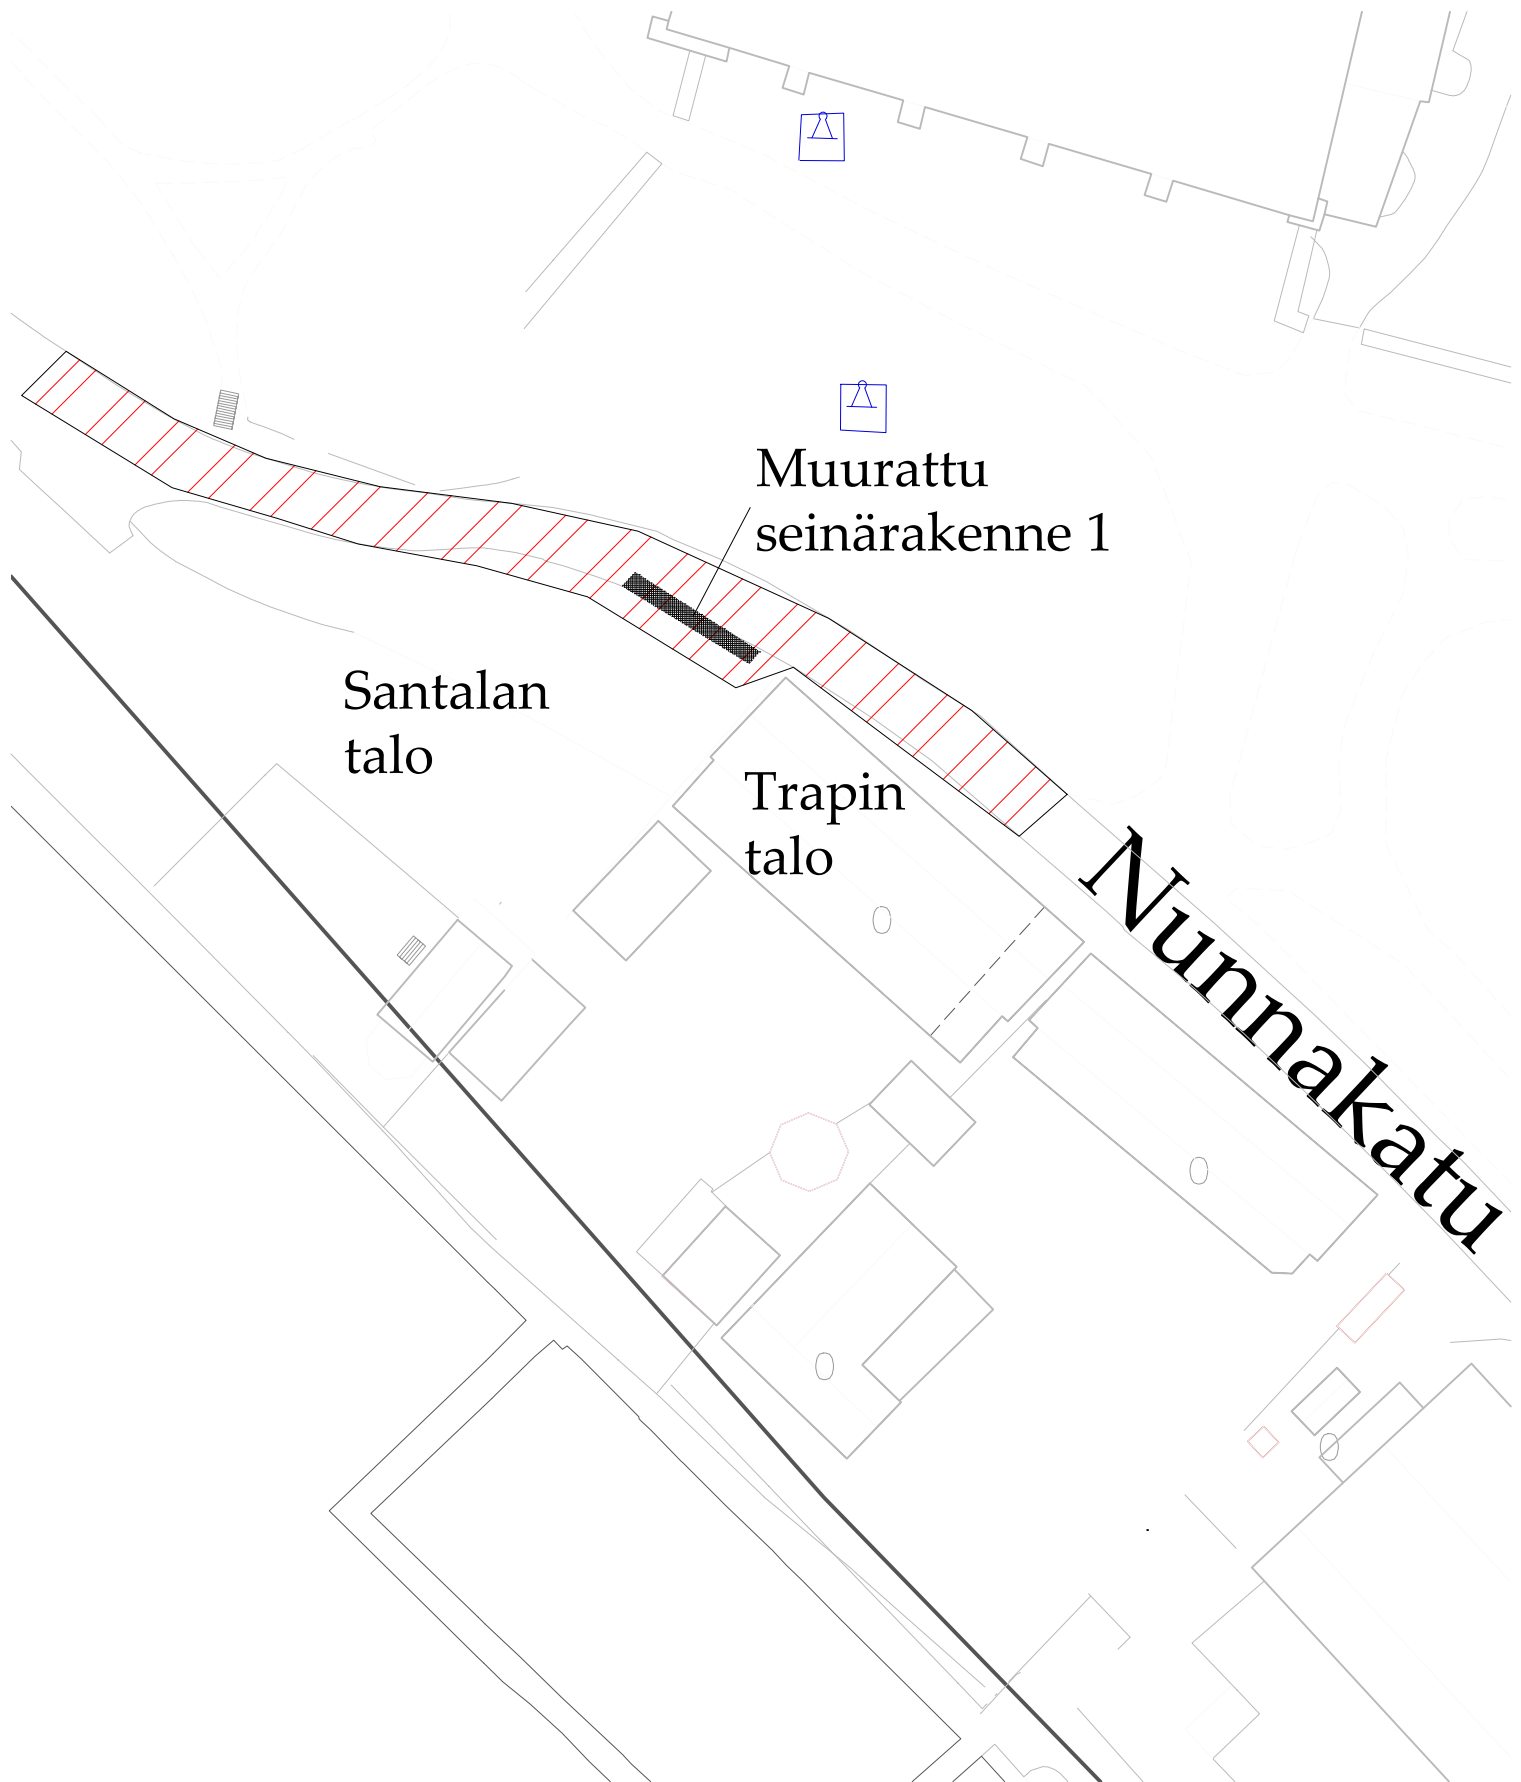 Muurattu
seinärakenne 1
Santalan
talo
Trapin
talo
Nunnakatu